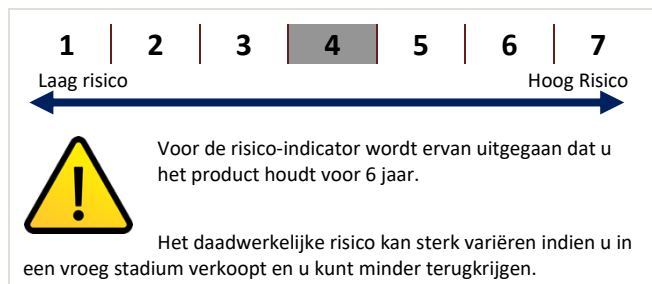 1 2 3 4 5 6 7
Laag risico Hoog Risico
Voor de risico-indicator wordt ervan uitgegaan dat u
het product houdt voor 6 jaar.
Het daadwerkelijke risico kan sterk variëren indien u in
een vroeg stadium verkoopt en u kunt minder terugkrijgen.